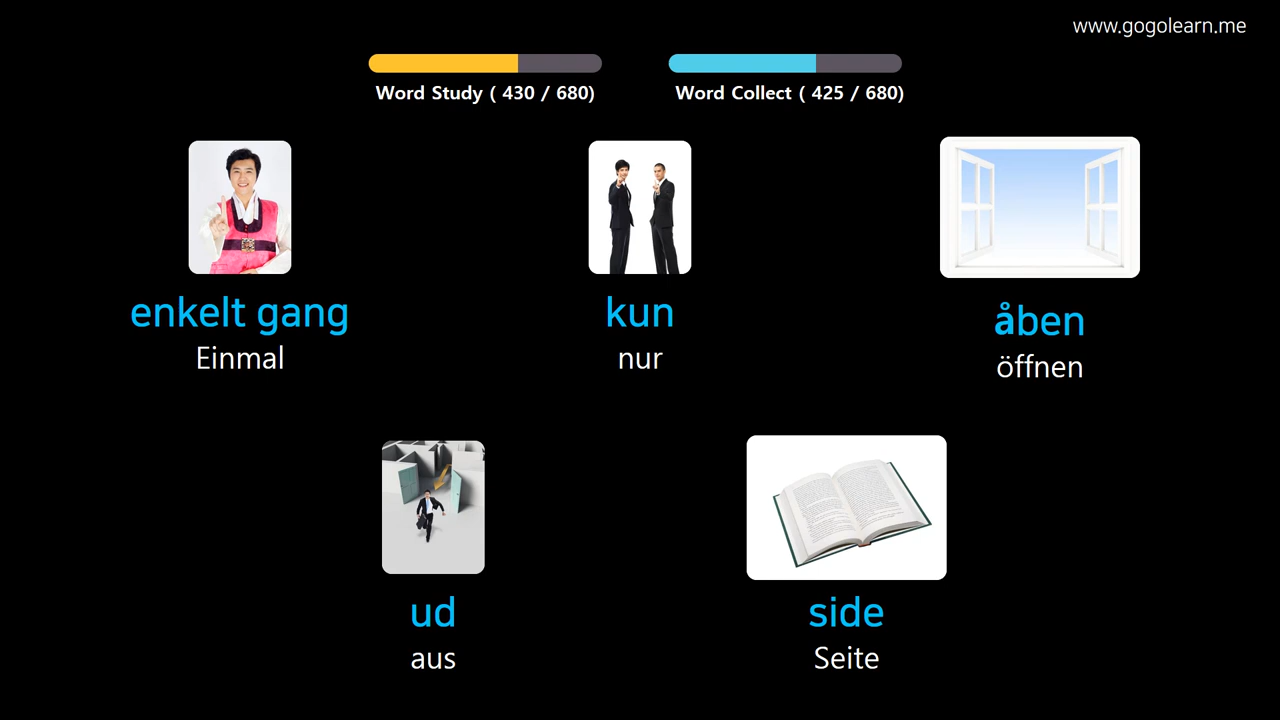 www.gogolearn.me
Word Study ( 430 / 680)
Word Collect ( 425 / 680)
enkelt gang
Einmal
kun
nur
åben
öffnen
ud
aus
side
Seite